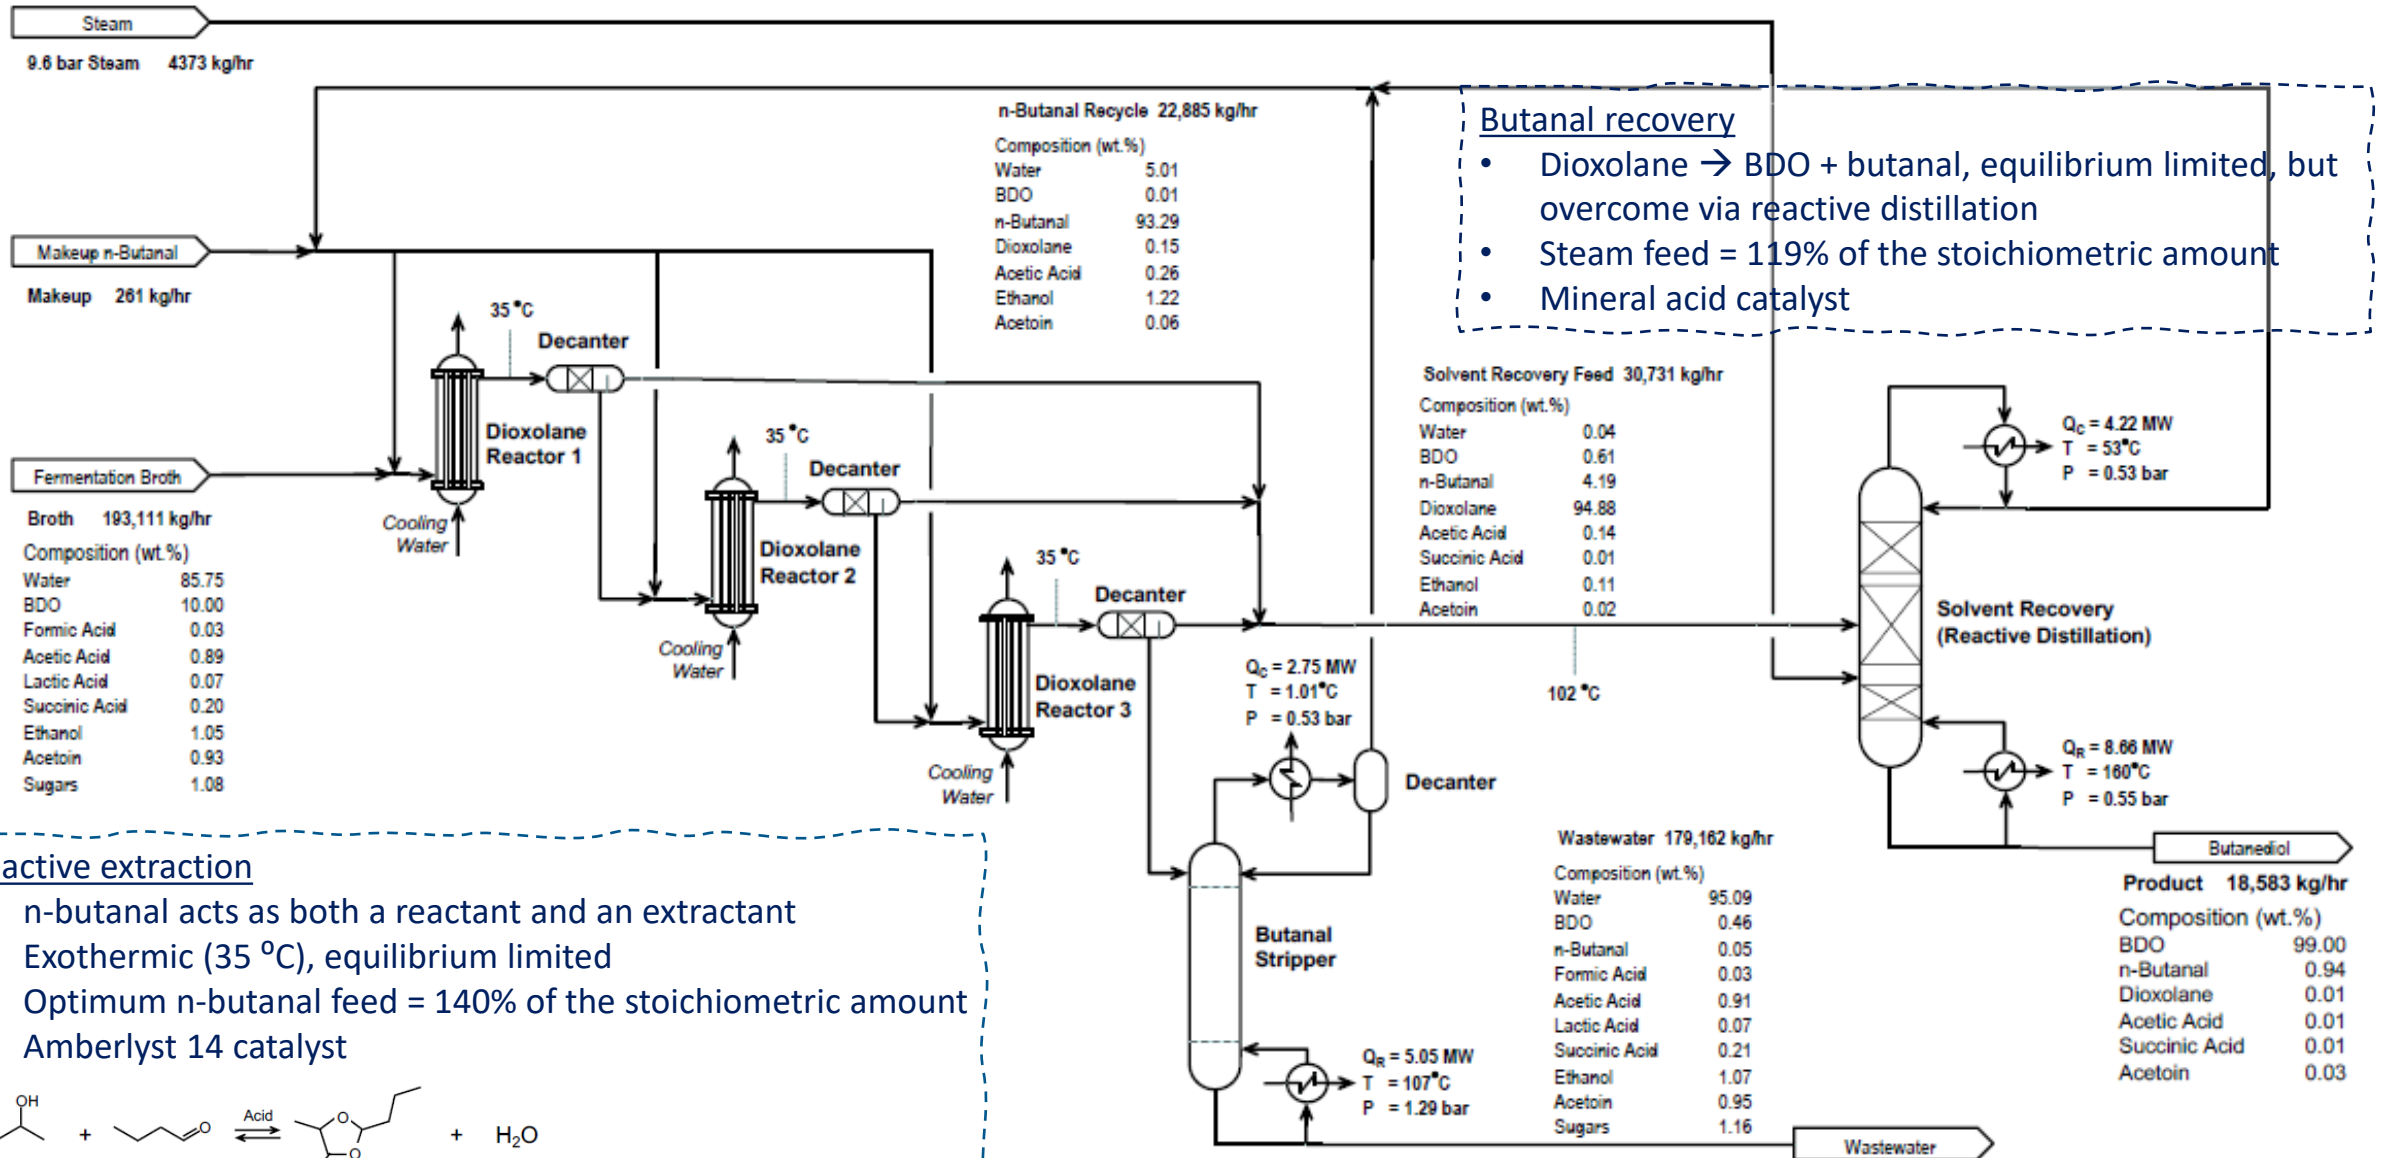 Steam
9.6 bar Steam 4373 kg/hr
n-Butanal Recycle 22,885 kg/hr
Composition (wt.%)
Water 5.01
BDO 0.01
n-Butanal 93.29
Dioxolane 0.15
Acetic Acid 0.26
Ethanol 1.22
Acetoin 0.06
Butanal recovery
• Dioxolane → BDO + butanal, equilibrium limited, but
overcome via reactive distillation
• Steam feed = 119% of the stoichiometric amount
• Mineral acid catalyst
Makeup n-Butanal
Makeup 261 kg/hr
35 °C
Decanter
Dioxolane
Reactor 1
Cooling
Water
35 °C
Decanter
Dioxolane
Reactor 2
Cooling
Water
35 °C
Decanter
Dioxolane
Reactor 3
Cooling
Water
Fermentation Broth
Broth 193,111 kg/hr
Composition (wt.%)
Water 85.75
BDO 10.00
Formic Acid 0.03
Acetic Acid 0.89
Lactic Acid 0.07
Succinic Acid 0.20
Ethanol 1.05
Acetoin 0.93
Sugars 1.08
Solvent Recovery Feed 30,731 kg/hr
Composition (wt.%)
Water 0.04
BDO 0.61
n-Butanal 4.19
Dioxolane 94.88
Acetic Acid 0.14
Succinic Acid 0.01
Ethanol 0.11
Acetoin 0.02
102 °C
Q_C = 4.22 MW
T = 53°C
P = 0.53 bar
Solvent Recovery
(Reactive Distillation)
Q_R = 8.66 MW
T = 160°C
P = 0.55 bar
Butanediol
Product 18,583 kg/hr
Composition (wt.%)
BDO 99.00
n-Butanal 0.94
Dioxolane 0.01
Acetic Acid 0.01
Succinic Acid 0.01
Acetoin 0.03
Q_C = 2.75 MW
T = 1.01°C
P = 0.53 bar
Decanter
Butanal
Stripper
Q_R = 5.05 MW
T = 107°C
P = 1.29 bar
Wastewater 179,162 kg/hr
Composition (wt.%)
Water 95.09
BDO 0.46
n-Butanal 0.05
Formic Acid 0.03
Acetic Acid 0.91
Lactic Acid 0.07
Succinic Acid 0.21
Ethanol 1.07
Acetoin 0.95
Sugars 1.16
Wastewater
active extraction
n-butanal acts as both a reactant and an extractant
Exothermic (35 ⁰C), equilibrium limited
Optimum n-butanal feed = 140% of the stoichiometric amount
Amberlyst 14 catalyst
OH
+
O
Acid
O
O
+ H₂O